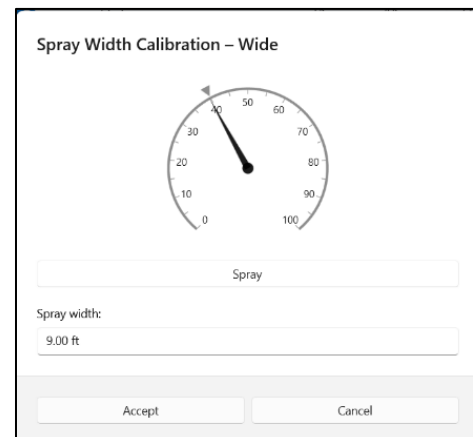 Spray Width Calibration – Wide
50
40
60
30
70
20
80
10
90
0
100
Spray
Spray width:
9.00 ft
Accept Cancel